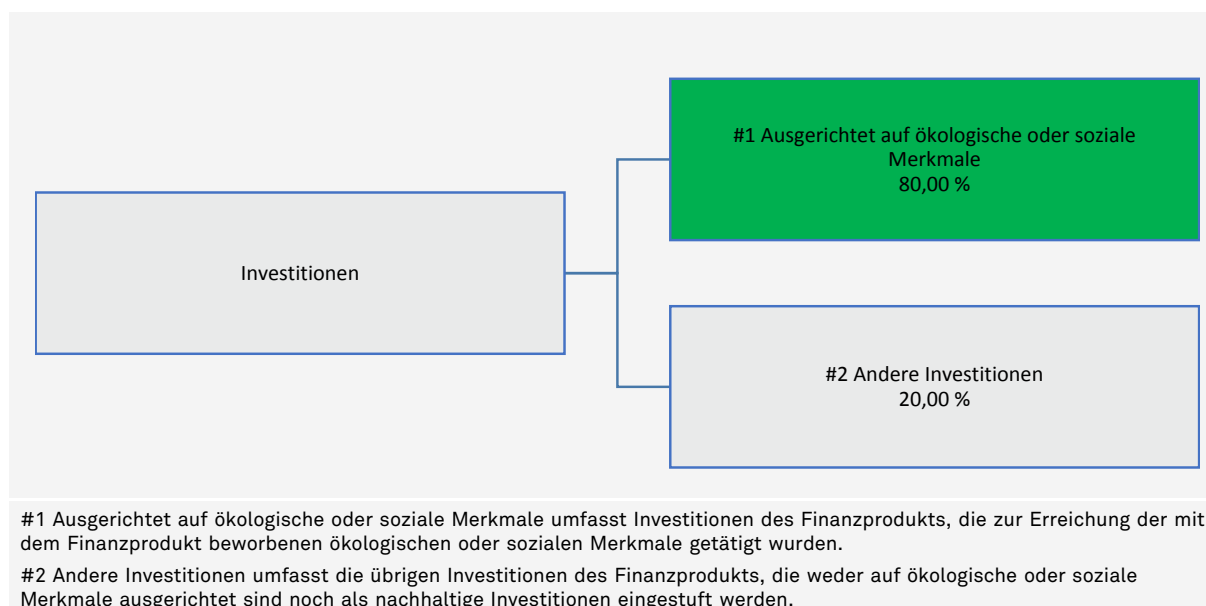 #1 Ausgerichtet auf ökologische oder soziale
Merkmale
80,00 %
Investitionen
#2 Andere Investitionen
20,00 %
#1 Ausgerichtet auf ökologische oder soziale Merkmale umfasst Investitionen des Finanzprodukts, die zur Erreichung der mit
dem Finanzprodukt beworbenen ökologischen oder sozialen Merkmale getätigt wurden.
#2 Andere Investitionen umfasst die übrigen Investitionen des Finanzprodukts, die weder auf ökologische oder soziale
Merkmale ausgerichtet sind noch als nachhaltige Investitionen eingestuft werden.